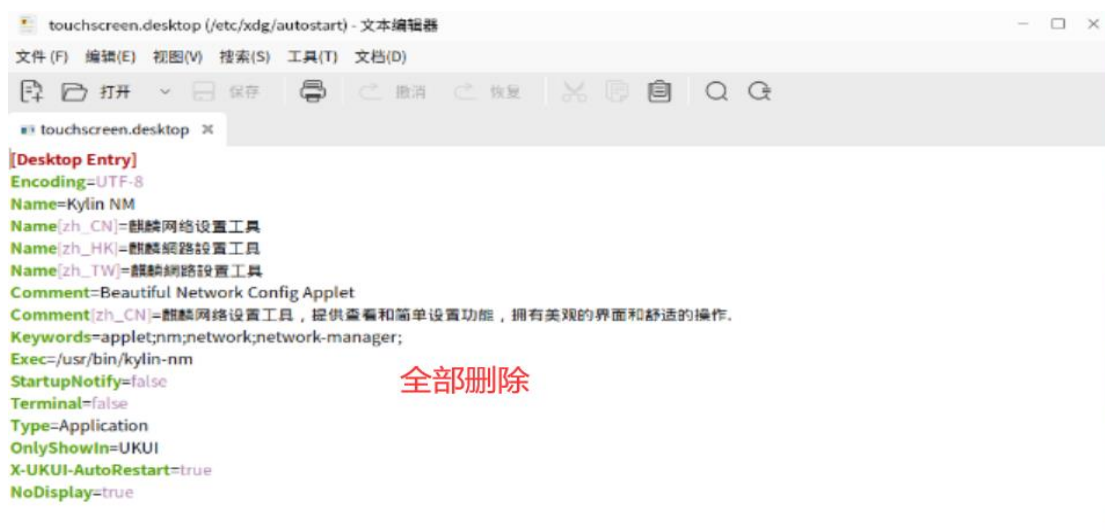 touchscreen.desktop (/etc/xdg/autostart) - 文本编辑器
文件(F) 编辑(E) 视图(V) 搜索(S) 工具(T) 文档(D)
打开 保存 撤消 恢复
touchscreen.desktop
[Desktop Entry]
Encoding=UTF-8
Name=Kylin NM
Name[zh_CN]=麒麟网络设置工具
Name[zh_HK]=麒麟網路設置工具
Name[zh_TW]=麒麟網路設置工具
Comment=Beautiful Network Config Applet
Comment[zh_CN]=麒麟网络设置工具，提供查看和简单设置功能，拥有美观的界面和舒适的操作.
Keywords=applet;nm;network;network-manager;
Exec=/usr/bin/kylin-nm
StartupNotify=false
全部删除
Terminal=false
Type=Application
OnlyShowIn=UKUI
X-UKUI-AutoRestart=true
NoDisplay=true